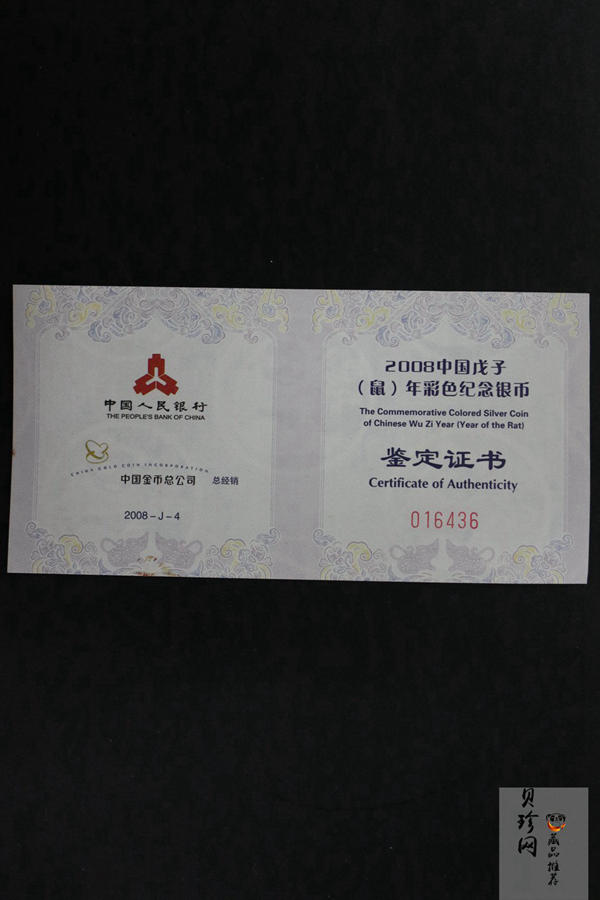 中国人民银行
THE PEOPLE'S BANK OF CHINA
CHINA GOLD COIN INCORPORATION
中国金币总公司 总经销
2008-J-4
2008中国戊子
（鼠）年彩色纪念银币
The Commemorative Colored Silver Coin
of Chinese Wu Zi Year (Year of the Rat)
鉴定证书
Certificate of Authenticity
016436
贝珍网
藏品推荐